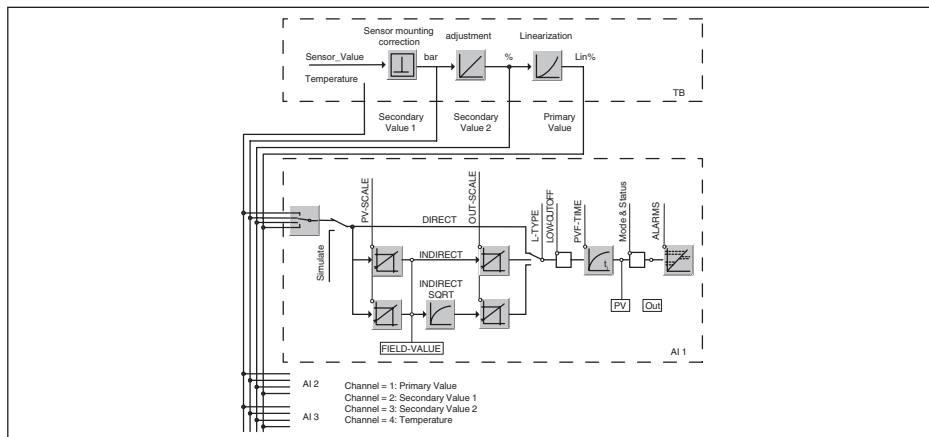 Sensor mounting correction
adjustment
Linearization
Sensor_Value
bar
%
Lin%
Temperature
TB
Secondary Value 1
Secondary Value 2
Primary Value
PV-SCALE
OUT-SCALE
L-TYPE
LOW-CUTOFF
PVF-TIME
Mode & Status
ALARMS
DIRECT
Simulate
INDIRECT
t
INDIRECT SQRT
PV
Out
FIELD-VALUE
AI 1
AI 2
Channel = 1: Primary Value
Channel = 2: Secondary Value 1
Channel = 3: Secondary Value 2
AI 3
Channel = 4: Temperature